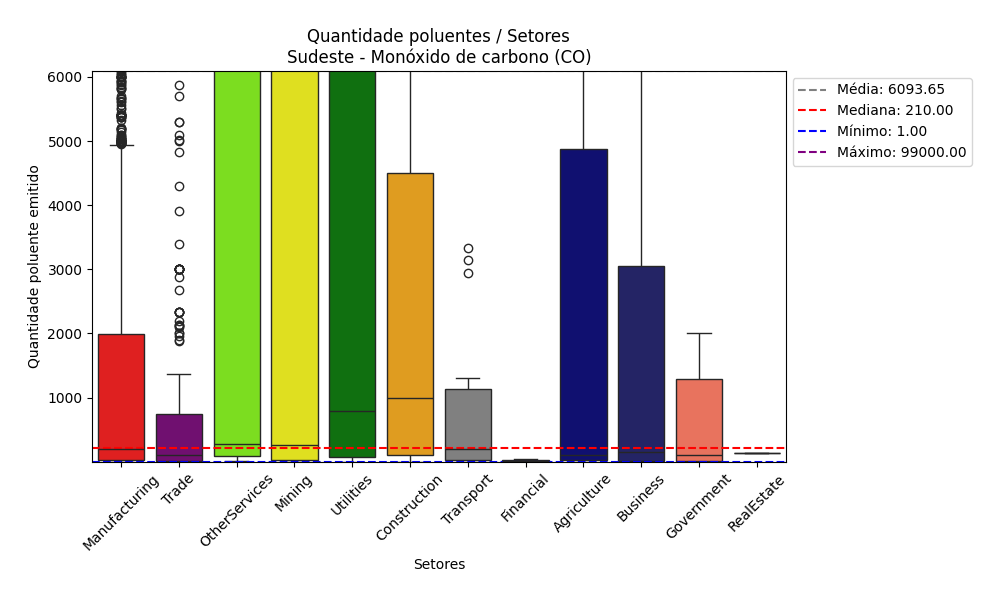 Quantidade poluentes / Setores
Sudeste - Monóxido de carbono (CO)
Quantidade poluente emitido
6000
5000
4000
3000
2000
1000
Manufacturing
Trade
OtherServices
Mining
Utilities
Construction
Transport
Financial
Agriculture
Business
Government
RealEstate
Setores
Média: 6093.65
Mediana: 210.00
Mínimo: 1.00
Máximo: 99000.00